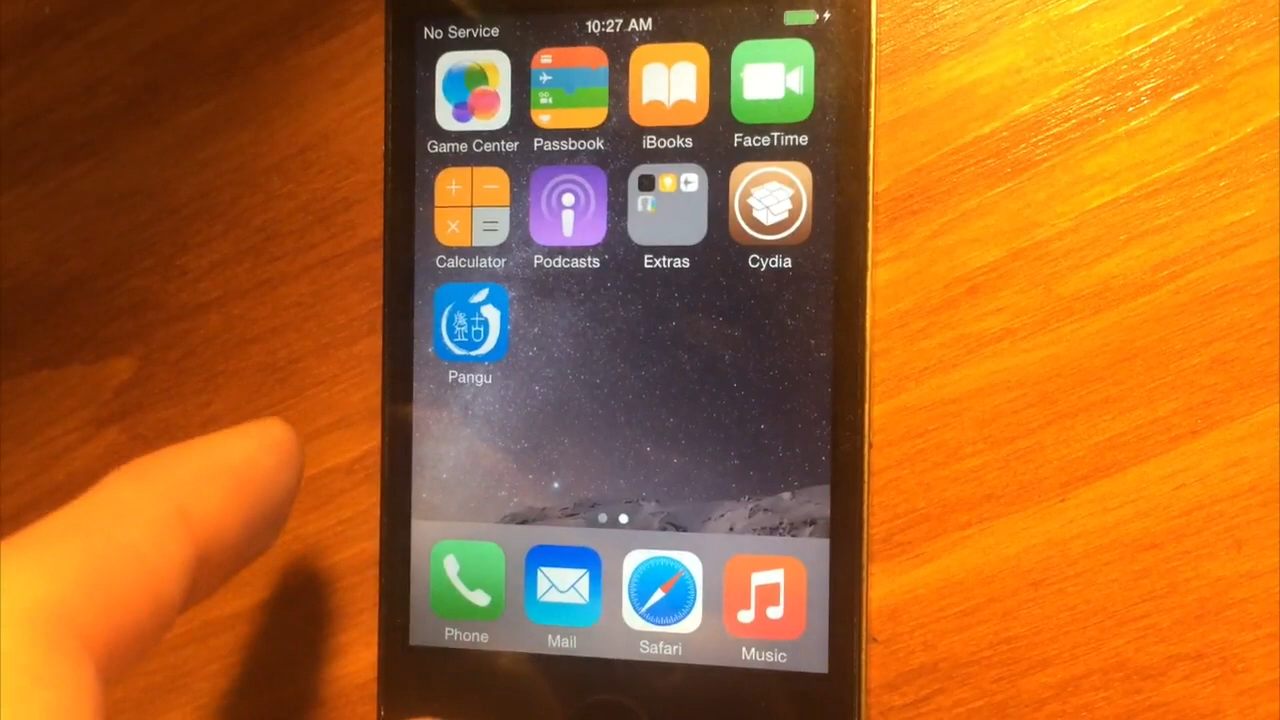 No Service 10:27 AM
Game Center Passbook iBooks FaceTime
Calculator Podcasts Extras Cydia
Pangu
Phone Mail Safari Music